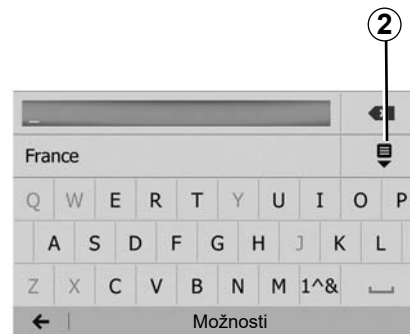 2
_
France
Q W E R T Y U I O P
A S D F G H J K L
Z X C V B N M 1^&
Možnosti